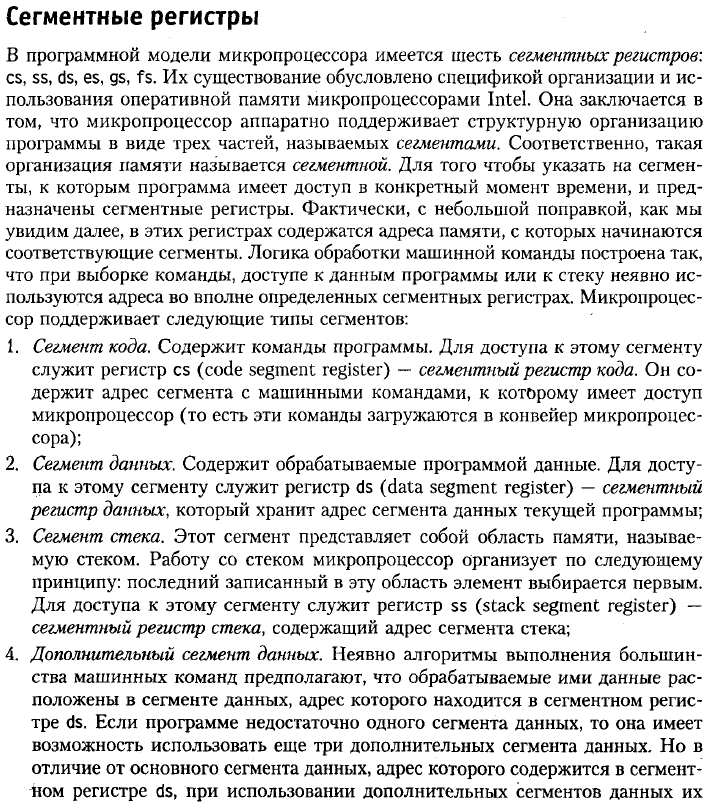 Сегментные регистры
В программной модели микропроцессора имеется шесть сегментных регистров:
cs, ss, ds, es, gs, fs. Их существование обусловлено спецификой организации и ис-
пользования оперативной памяти микропроцессорами Intel. Она заключается в
том, что микропроцессор аппаратно поддерживает структурную организацию
программы в виде трех частей, называемых сегментами. Соответственно, такая
организация памяти называется сегментной. Для того чтобы указать на сегмен-
ты, к которым программа имеет доступ в конкретный момент времени, и пред-
назначены сегментные регистры. Фактически, с небольшой поправкой, как мы
увидим далее, в этих регистрах содержатся адреса памяти, с которых начинаются
соответствующие сегменты. Логика обработки машинной команды построена так,
что при выборке команды, доступе к данным программы или к стеку неявно ис-
пользуются адреса во вполне определенных сегментных регистрах. Микропроцес-
сор поддерживает следующие типы сегментов:
1. Сегмент кода. Содержит команды программы. Для доступа к этому сегменту
служит регистр cs (code segment register) — сегментный регистр кода. Он со-
держит адрес сегмента с машинными командами, к которому имеет доступ
микропроцессор (то есть эти команды загружаются в конвейер микропроцес-
сора);
2. Сегмент данных. Содержит обрабатываемые программой данные. Для досту-
па к этому сегменту служит регистр ds (data segment register) — сегментный
регистр данных, который хранит адрес сегмента данных текущей программы;
3. Сегмент стека. Этот сегмент представляет собой область памяти, называе-
мую стеком. Работу со стеком микропроцессор организует по следующему
принципу: последний записанный в эту область элемент выбирается первым.
Для доступа к этому сегменту служит регистр ss (stack segment register) —
сегментный регистр стека, содержащий адрес сегмента стека;
4. Дополнительный сегмент данных. Неявно алгоритмы выполнения большин-
ства машинных команд предполагают, что обрабатываемые ими данные рас-
положены в сегменте данных, адрес которого находится в сегментном регис-
тре ds. Если программе недостаточно одного сегмента данных, то она имеет
возможность использовать еще три дополнительных сегмента данных. Но в
отличие от основного сегмента данных, адрес которого содержится в сегмент-
ном регистре ds, при использовании дополнительных сегментов данных их